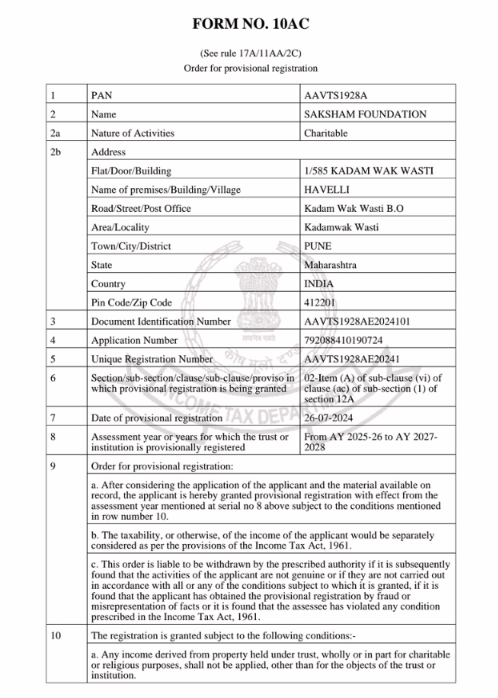 FORM NO. 10AC
(See rule 17A/11AA/2C)
Order for provisional registration
1 PAN AAVTS1928A
2 Name SAKSHAM FOUNDATION
2a Nature of Activities Charitable
2b Address
Flat/Door/Building 1/585 KADAM WAK WASTI
Name of premises/Building/Village HAVELLI
Road/Street/Post Office Kadam Wak Wasti B.O
Area/Locality Kadamwak Wasti
Town/City/District PUNE
State Maharashtra
Country INDIA
Pin Code/Zip Code 412201
3 Document Identification Number AAVTS1928AE2024101
4 Application Number 792088410190724
5 Unique Registration Number AAVTS1928AE20241
6 Section/sub-section/clause/sub-clause/proviso in 02-Item (A) of sub-clause (vi) of
which provisional registration is being granted clause (ac) of sub-section (1) of
section 12A
7 Date of provisional registration 26-07-2024
8 Assessment year or years for which the trust or From AY 2025-26 to AY 2027-
institution is provisionally registered 2028
9 Order for provisional registration:
a. After considering the application of the applicant and the material available on
record, the applicant is hereby granted provisional registration with effect from the
assessment year mentioned at serial no 8 above subject to the conditions mentioned
in row number 10.
b. The taxability, or otherwise, of the income of the applicant would be separately
considered as per the provisions of the Income Tax Act, 1961.
c. This order is liable to be withdrawn by the prescribed authority if it is subsequently
found that the activities of the applicant are not genuine or if they are not carried out
in accordance with all or any of the conditions subject to which it is granted, if it is
found that the applicant has obtained the provisional registration by fraud or
misrepresentation of facts or it is found that the assessee has violated any condition
prescribed in the Income Tax Act, 1961.
10 The registration is granted subject to the following conditions:-
a. Any income derived from property held under trust, wholly or in part for charitable
or religious purposes, shall not be applied, other than for the objects of the trust or
institution.